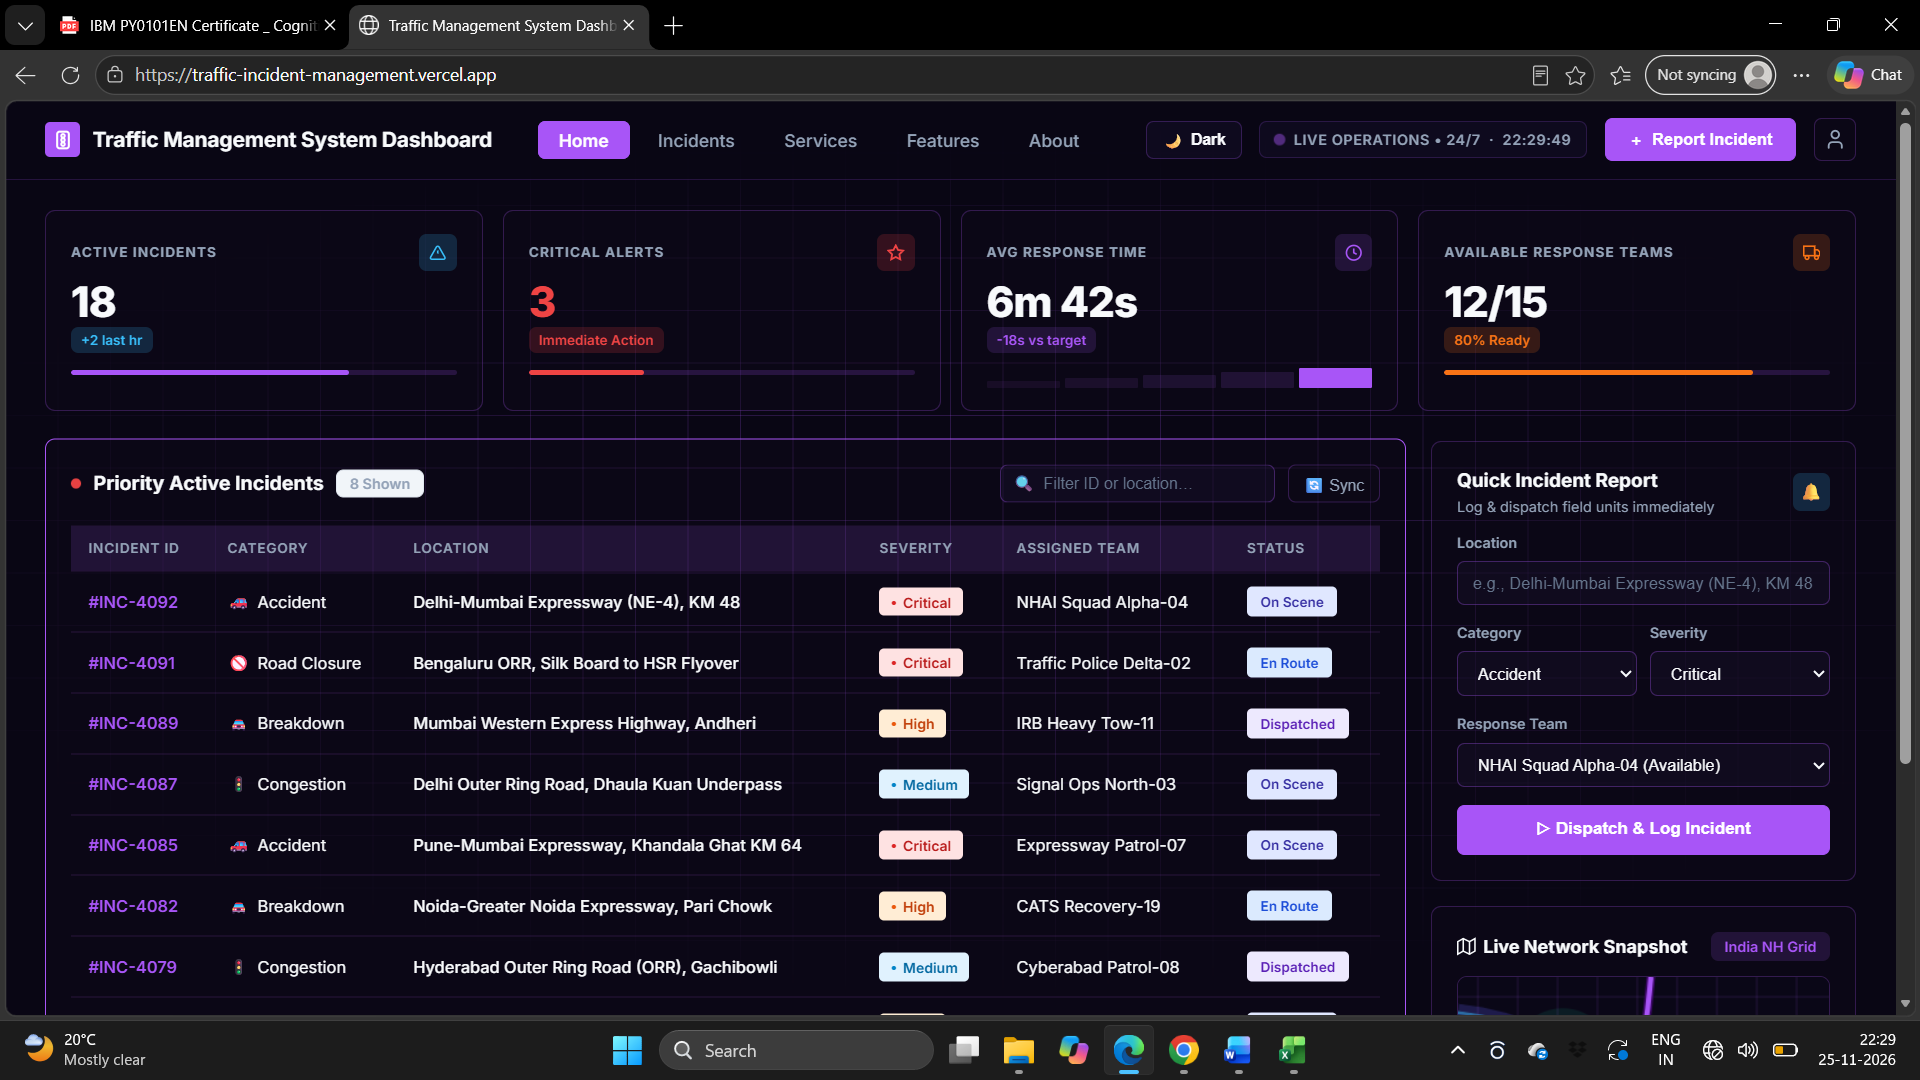 IBM PY0101EN Certificate _ Cognit
Traffic Management System Dashb
https://traffic-incident-management.vercel.app
Not syncing
Chat
Traffic Management System Dashboard
Home
Incidents
Services
Features
About
Dark
LIVE OPERATIONS • 24/7 · 22:29:49
+ Report Incident
ACTIVE INCIDENTS
18
+2 last hr
CRITICAL ALERTS
3
Immediate Action
AVG RESPONSE TIME
6m 42s
-18s vs target
AVAILABLE RESPONSE TEAMS
12/15
80% Ready
Priority Active Incidents
8 Shown
Filter ID or location…
Sync
INCIDENT ID CATEGORY LOCATION SEVERITY ASSIGNED TEAM STATUS
#INC-4092 Accident Delhi-Mumbai Expressway (NE-4), KM 48 • Critical NHAI Squad Alpha-04 On Scene
#INC-4091 Road Closure Bengaluru ORR, Silk Board to HSR Flyover • Critical Traffic Police Delta-02 En Route
#INC-4089 Breakdown Mumbai Western Express Highway, Andheri • High IRB Heavy Tow-11 Dispatched
#INC-4087 Congestion Delhi Outer Ring Road, Dhaula Kuan Underpass • Medium Signal Ops North-03 On Scene
#INC-4085 Accident Pune-Mumbai Expressway, Khandala Ghat KM 64 • Critical Expressway Patrol-07 On Scene
#INC-4082 Breakdown Noida-Greater Noida Expressway, Pari Chowk • High CATS Recovery-19 En Route
#INC-4079 Congestion Hyderabad Outer Ring Road (ORR), Gachibowli • Medium Cyberabad Patrol-08 Dispatched
Quick Incident Report
Log & dispatch field units immediately
Location
e.g., Delhi-Mumbai Expressway (NE-4), KM 48
Category Severity
Accident Critical
Response Team
NHAI Squad Alpha-04 (Available)
Dispatch & Log Incident
Live Network Snapshot
India NH Grid
20°C
Mostly clear
Search
ENG
IN
22:29
25-11-2026